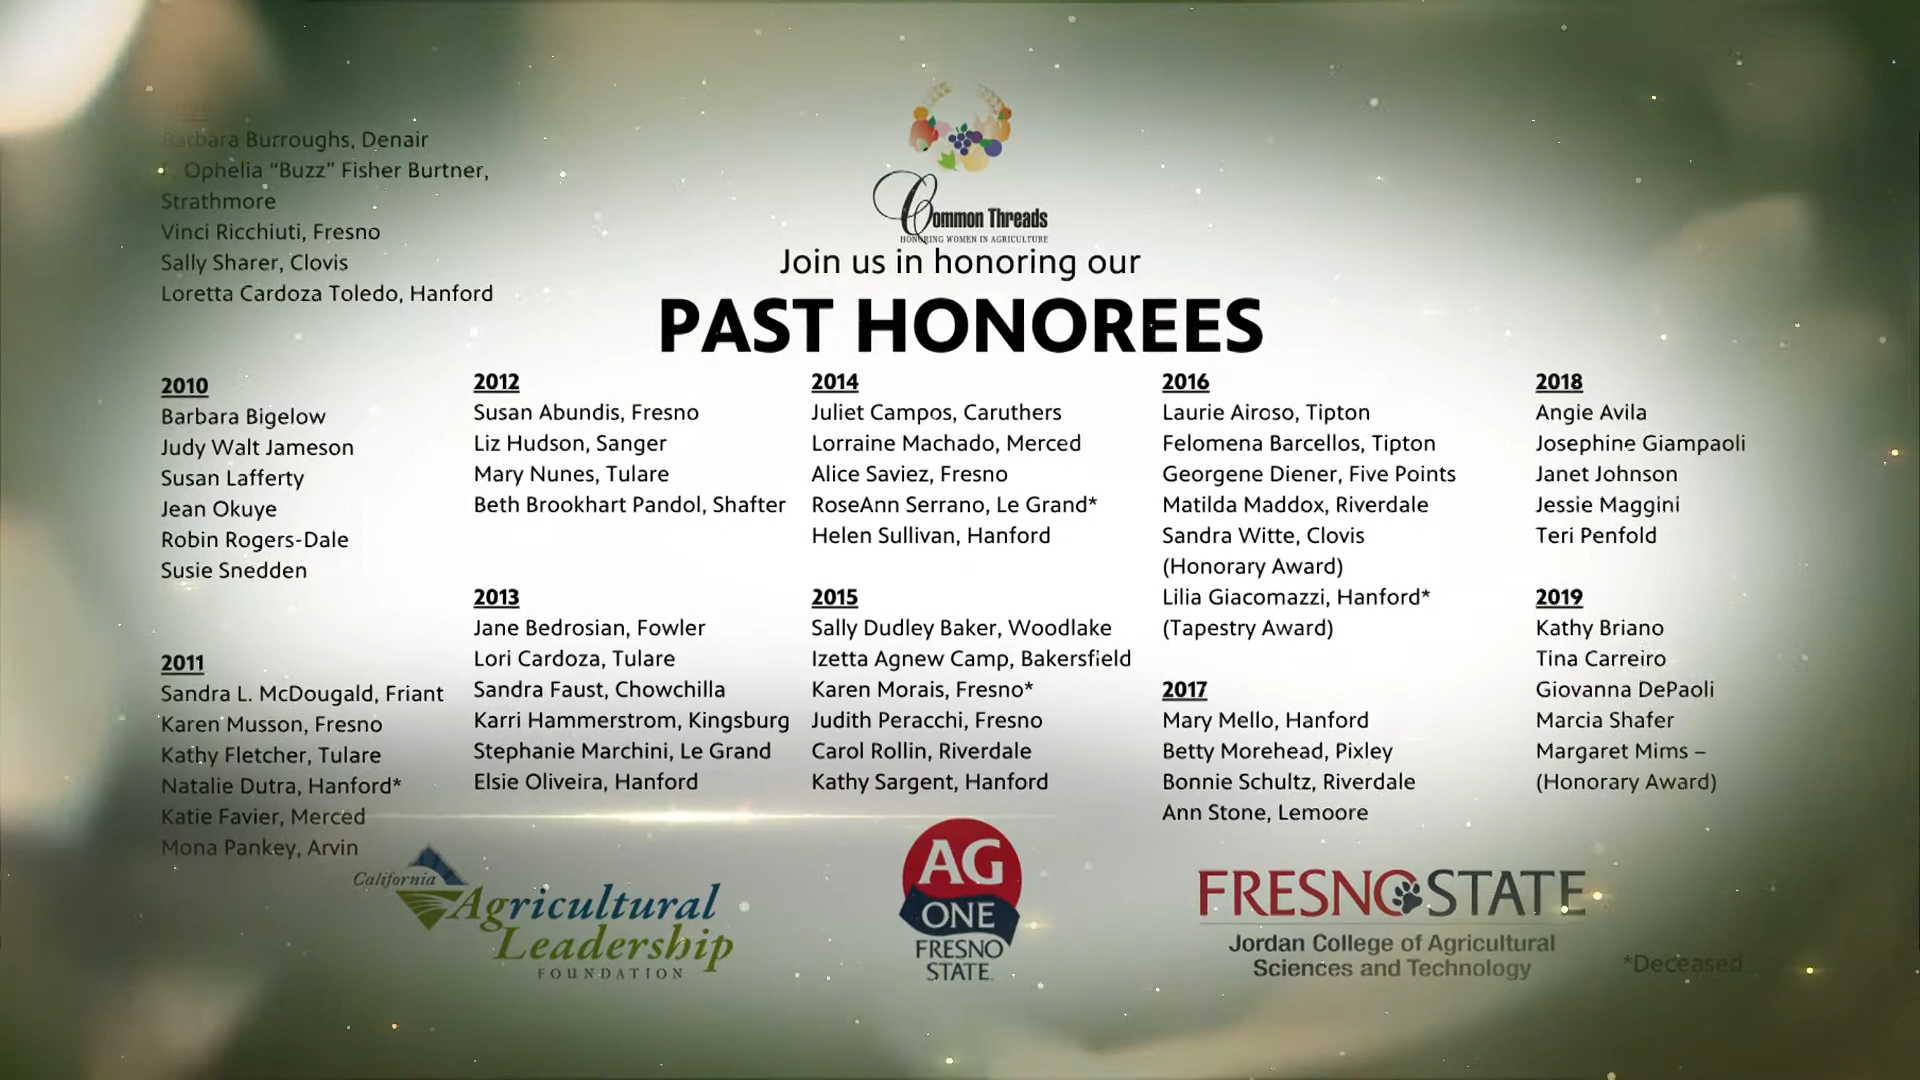 Barbara Burroughs, Denair
Ophelia “Buzz” Fisher Burtner,
Strathmore
Vinci Ricchiuti, Fresno
Sally Sharer, Clovis
Loretta Cardoza Toledo, Hanford
Common Threads
HONORING WOMEN IN AGRICULTURE
Join us in honoring our
PAST HONOREES
2010
Barbara Bigelow
Judy Walt Jameson
Susan Lafferty
Jean Okuye
Robin Rogers-Dale
Susie Snedden
2011
Sandra L. McDougald, Friant
Karen Musson, Fresno
Kathy Fletcher, Tulare
Natalie Dutra, Hanford*
Katie Favier, Merced
Mona Pankey, Arvin
2012
Susan Abundis, Fresno
Liz Hudson, Sanger
Mary Nunes, Tulare
Beth Brookhart Pandol, Shafter
2013
Jane Bedrosian, Fowler
Lori Cardoza, Tulare
Sandra Faust, Chowchilla
Karri Hammerstrom, Kingsburg
Stephanie Marchini, Le Grand
Elsie Oliveira, Hanford
2014
Juliet Campos, Caruthers
Lorraine Machado, Merced
Alice Saviez, Fresno
RoseAnn Serrano, Le Grand*
Helen Sullivan, Hanford
2015
Sally Dudley Baker, Woodlake
Izetta Agnew Camp, Bakersfield
Karen Morais, Fresno*
Judith Peracchi, Fresno
Carol Rollin, Riverdale
Kathy Sargent, Hanford
2016
Laurie Airoso, Tipton
Felomena Barcellos, Tipton
Georgene Diener, Five Points
Matilda Maddox, Riverdale
Sandra Witte, Clovis
(Honorary Award)
Lilia Giacomazzi, Hanford*
(Tapestry Award)
2017
Mary Mello, Hanford
Betty Morehead, Pixley
Bonnie Schultz, Riverdale
Ann Stone, Lemoore
2018
Angie Avila
Josephine Giampaoli
Janet Johnson
Jessie Maggini
Teri Penfold
2019
Kathy Briano
Tina Carreiro
Giovanna DePaoli
Marcia Shafer
Margaret Mims –
(Honorary Award)
California
Agricultural
Leadership
FOUNDATION
AG
ONE
FRESNO
STATE
FRESNO STATE
Jordan College of Agricultural
Sciences and Technology
*Deceased